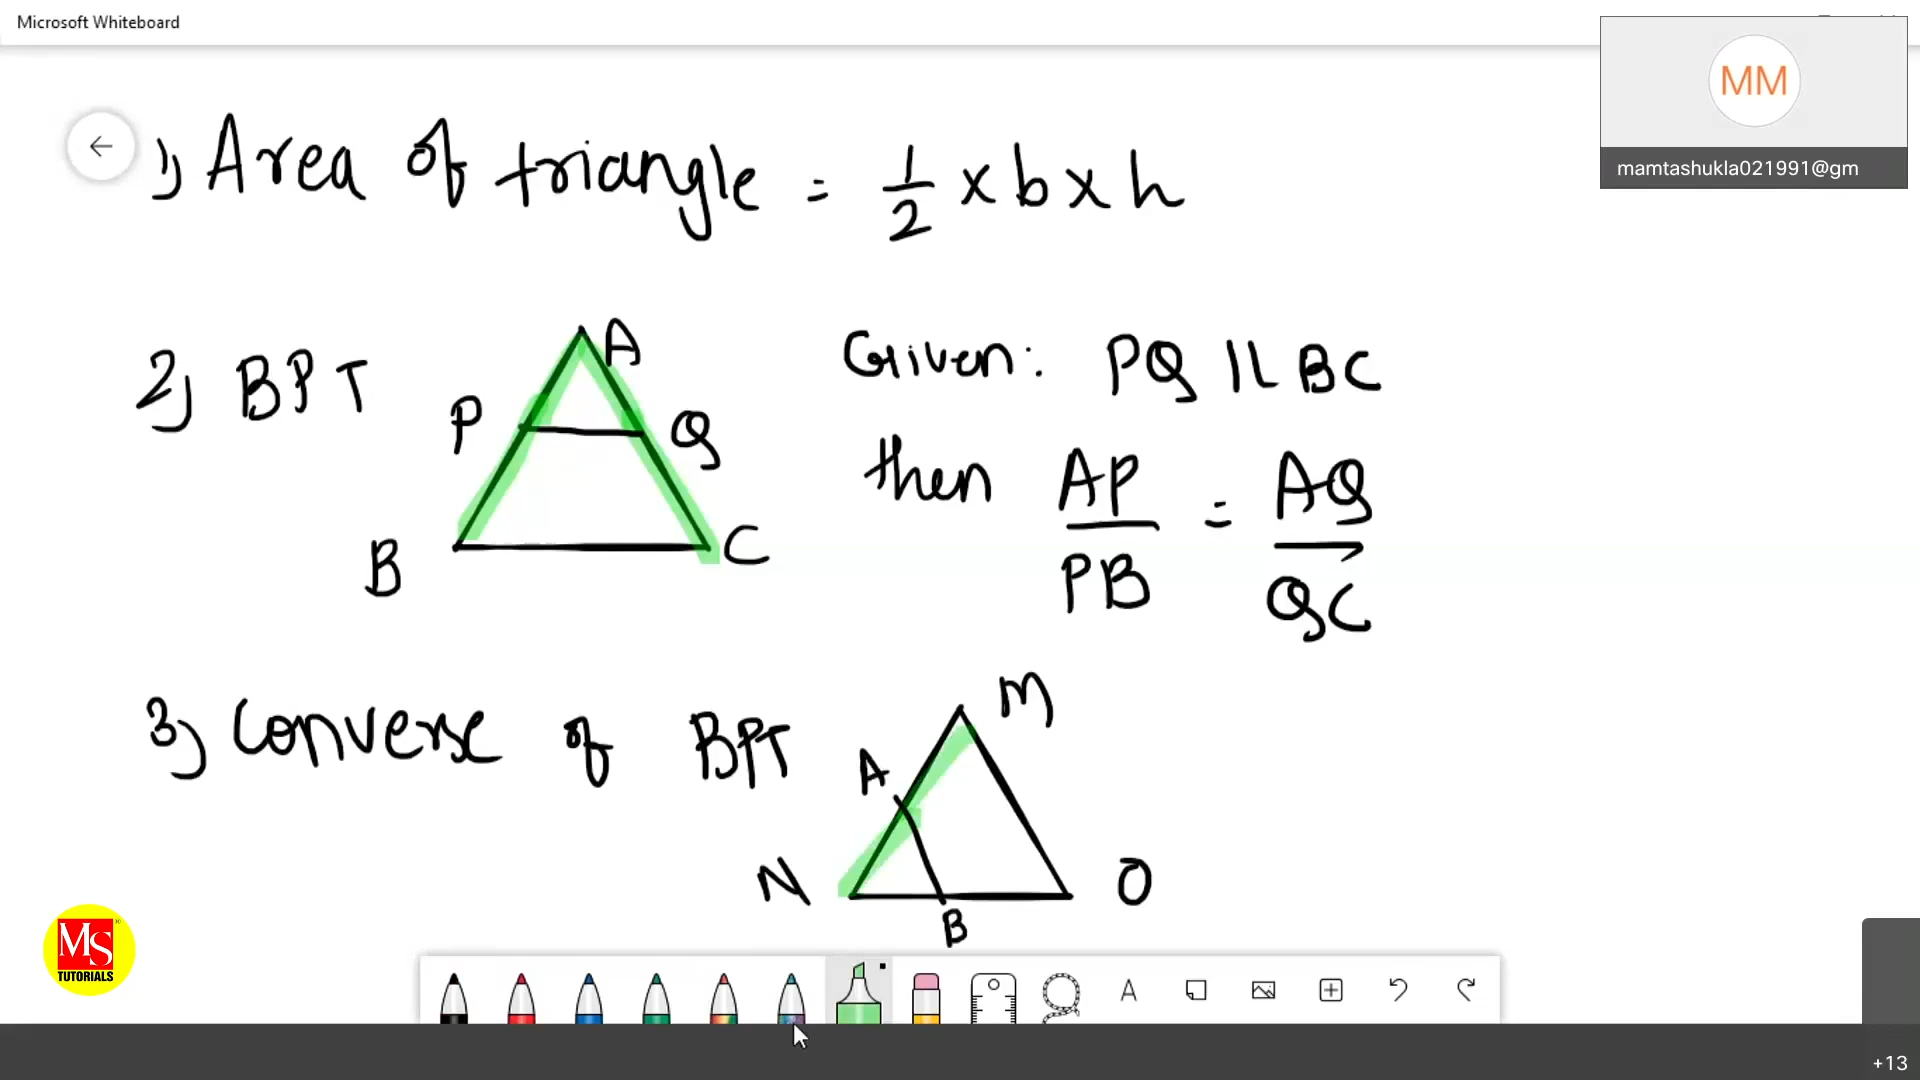 Microsoft Whiteboard
MM
mamtashukla021991@gm
1) Area of triangle = 1/2 x b x h
2) BPT
A
P
Q
B
C
Given: PQ || BC
then AP/PB = AQ/QC
3) Converse of BPT
M
A
N
O
B
MS
TUTORIALS
A
+13